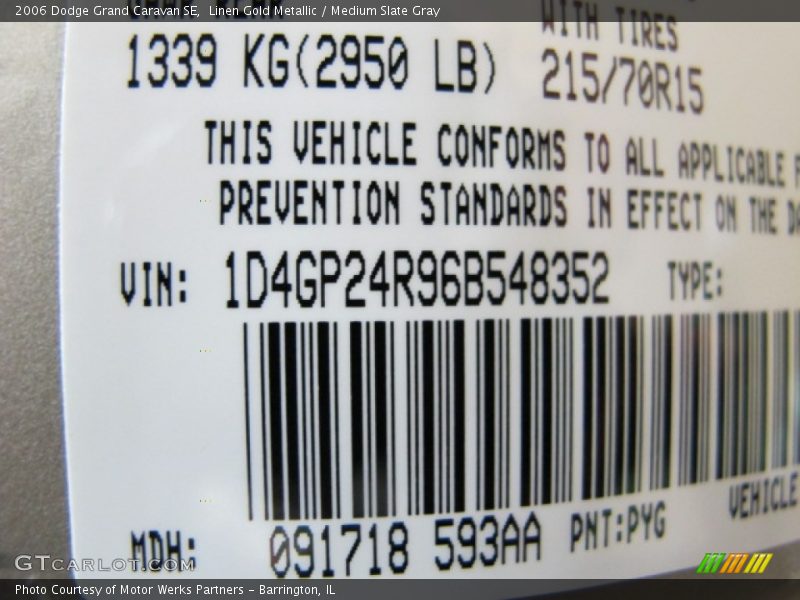 2006 Dodge Grand Caravan SE,  Linen Gold Metallic / Medium Slate Gray
WITH TIRES
1339 KG(2950 LB)  215/70R15
THIS VEHICLE CONFORMS TO ALL APPLICABLE
PREVENTION STANDARDS IN EFFECT ON THE
VIN: 1D4GP24R96B548352  TYPE:
MDH: 091718 593AA PNT:PYG VEHICLE
GTCARLOT.COM
Photo Courtesy of Motor Werks Partners – Barrington, IL